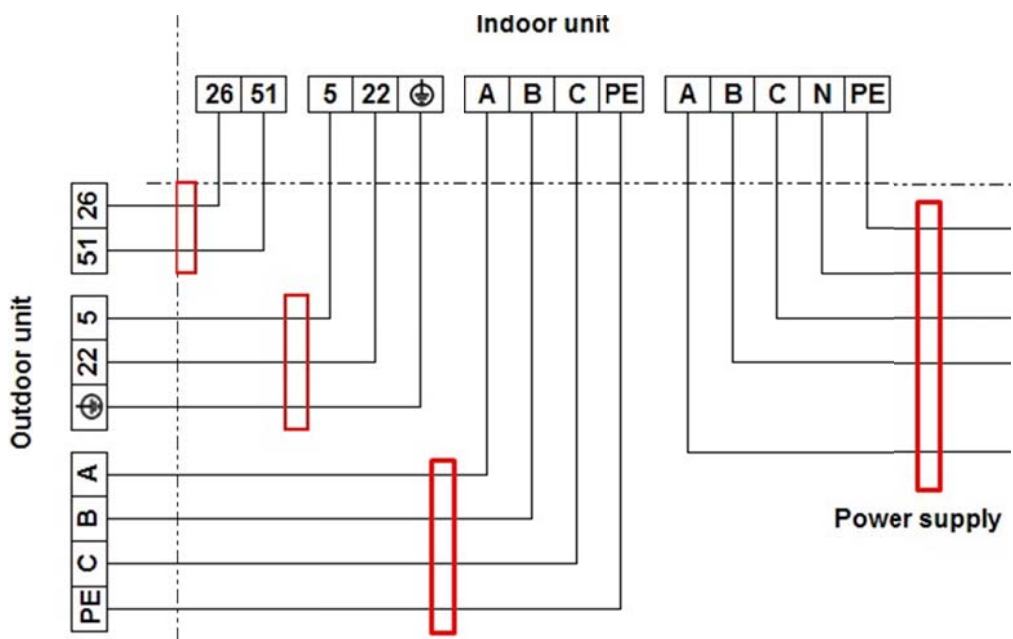 Indoor unit
26 51
5 22 ⏚
A B C PE
A B C N PE
Outdoor unit
26
51
5
22
⏚
A
B
C
PE
Power supply